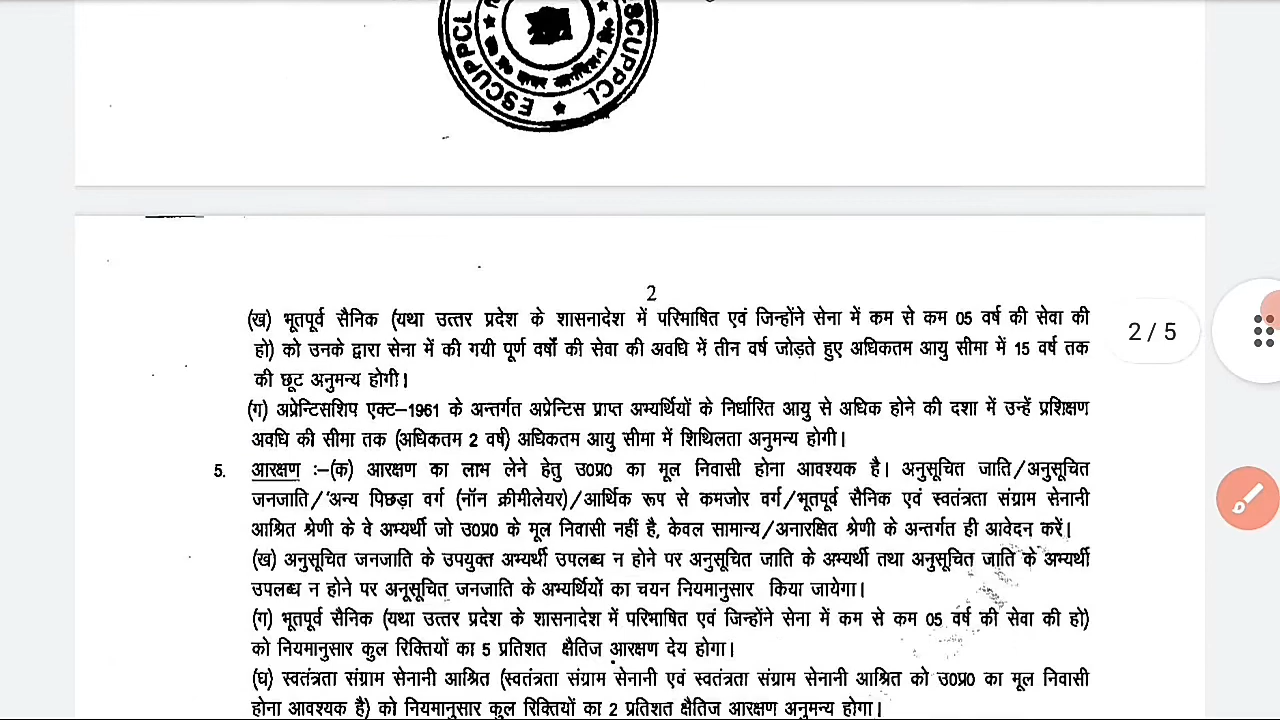 ESCUPPCL
ESCUPPCL
ESCUPPCL
2
(ख) भूतपूर्व सैनिक (यथा उत्तर प्रदेश के शासनादेश में परिभाषित एवं जिन्होंने सेना में कम से कम 05 वर्ष की सेवा की
हो) को उनके द्वारा सेना में की गयी पूर्ण वर्षों की सेवा की अवधि में तीन वर्ष जोड़ते हुए अधिकतम आयु सीमा में 15 वर्ष तक
2 / 5
की छूट अनुमन्य होगी।
(ग) अप्रेन्टिसशिप एक्ट–1961 के अन्तर्गत अप्रेन्टिस प्राप्त अभ्यर्थियों के निर्धारित आयु से अधिक होने की दशा में उन्हें प्रशिक्षण
अवधि की सीमा तक (अधिकतम 2 वर्ष) अधिकतम आयु सीमा में शिथिलता अनुमन्य होगी।
5. आरक्षण :–(क) आरक्षण का लाभ लेने हेतु उ0प्र0 का मूल निवासी होना आवश्यक है। अनुसूचित जाति/अनुसूचित
जनजाति/अन्य पिछड़ा वर्ग (नॉन क्रीमीलेयर)/आर्थिक रूप से कमजोर वर्ग/भूतपूर्व सैनिक एवं स्वतंत्रता संग्राम सेनानी
आश्रित श्रेणी के वे अभ्यर्थी जो उ0प्र0 के मूल निवासी नहीं है, केवल सामान्य/अनारक्षित श्रेणी के अन्तर्गत ही आवेदन करें।
(ख) अनुसूचित जनजाति के उपयुक्त अभ्यर्थी उपलब्ध न होने पर अनुसूचित जाति के अभ्यर्थी तथा अनुसूचित जाति के अभ्यर्थी
उपलब्ध न होने पर अनूसूचित जनजाति के अभ्यर्थियों का चयन नियमानुसार किया जायेगा।
(ग) भूतपूर्व सैनिक (यथा उत्तर प्रदेश के शासनादेश में परिभाषित एवं जिन्होंने सेना में कम से कम 05 वर्ष की सेवा की हो)
को नियमानुसार कुल रिक्तियों का 5 प्रतिशत क्षैतिज आरक्षण देय होगा।
(घ) स्वतंत्रता संग्राम सेनानी आश्रित (स्वतंत्रता संग्राम सेनानी एवं स्वतंत्रता संग्राम सेनानी आश्रित को उ0प्र0 का मूल निवासी
होना आवश्यक है) को नियमानुसार कुल रिक्तियों का 2 प्रतिशत क्षैतिज आरक्षण अनुमन्य होगा।